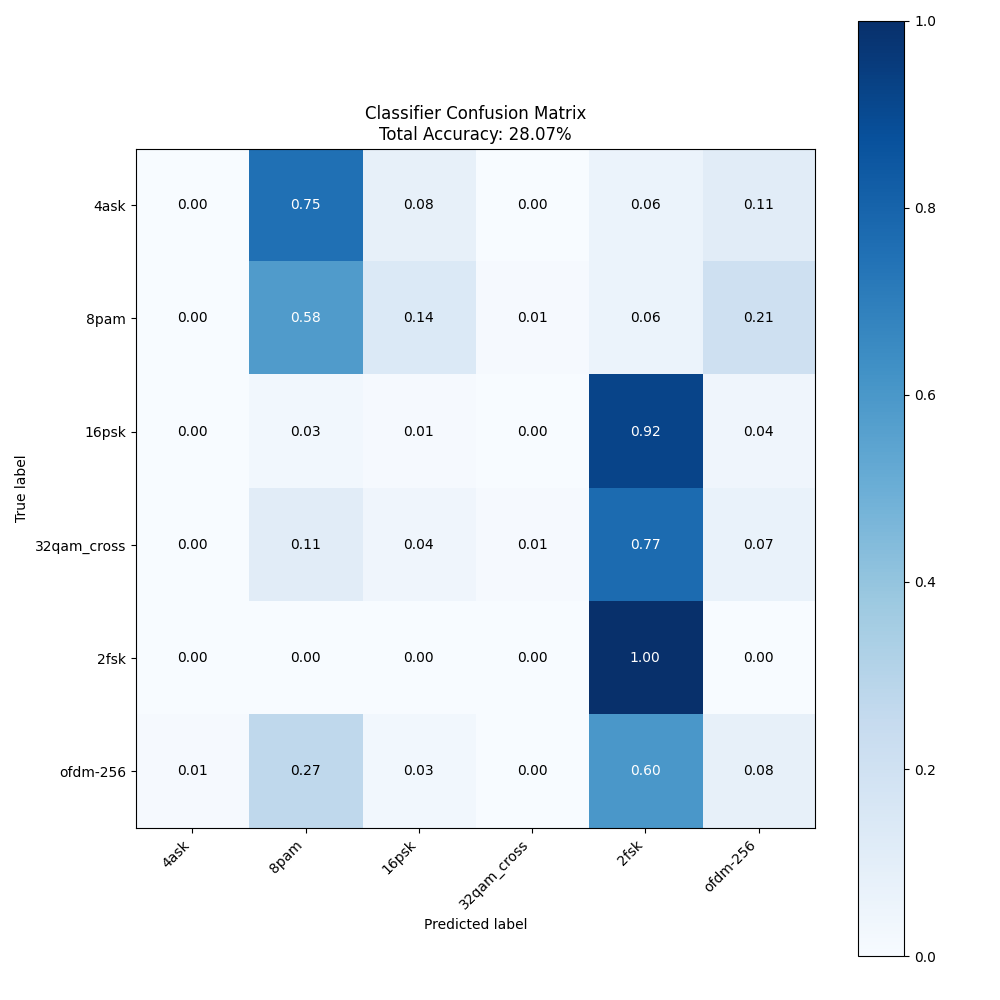 Classifier Confusion Matrix
Total Accuracy: 28.07%
True label
4ask 0.00 0.75 0.08 0.00 0.06 0.11
8pam 0.00 0.58 0.14 0.01 0.06 0.21
16psk 0.00 0.03 0.01 0.00 0.92 0.04
32qam_cross 0.00 0.11 0.04 0.01 0.77 0.07
2fsk 0.00 0.00 0.00 0.00 1.00 0.00
ofdm-256 0.01 0.27 0.03 0.00 0.60 0.08
4ask 8pam 16psk 32qam_cross 2fsk ofdm-256
Predicted label
1.0
0.8
0.6
0.4
0.2
0.0